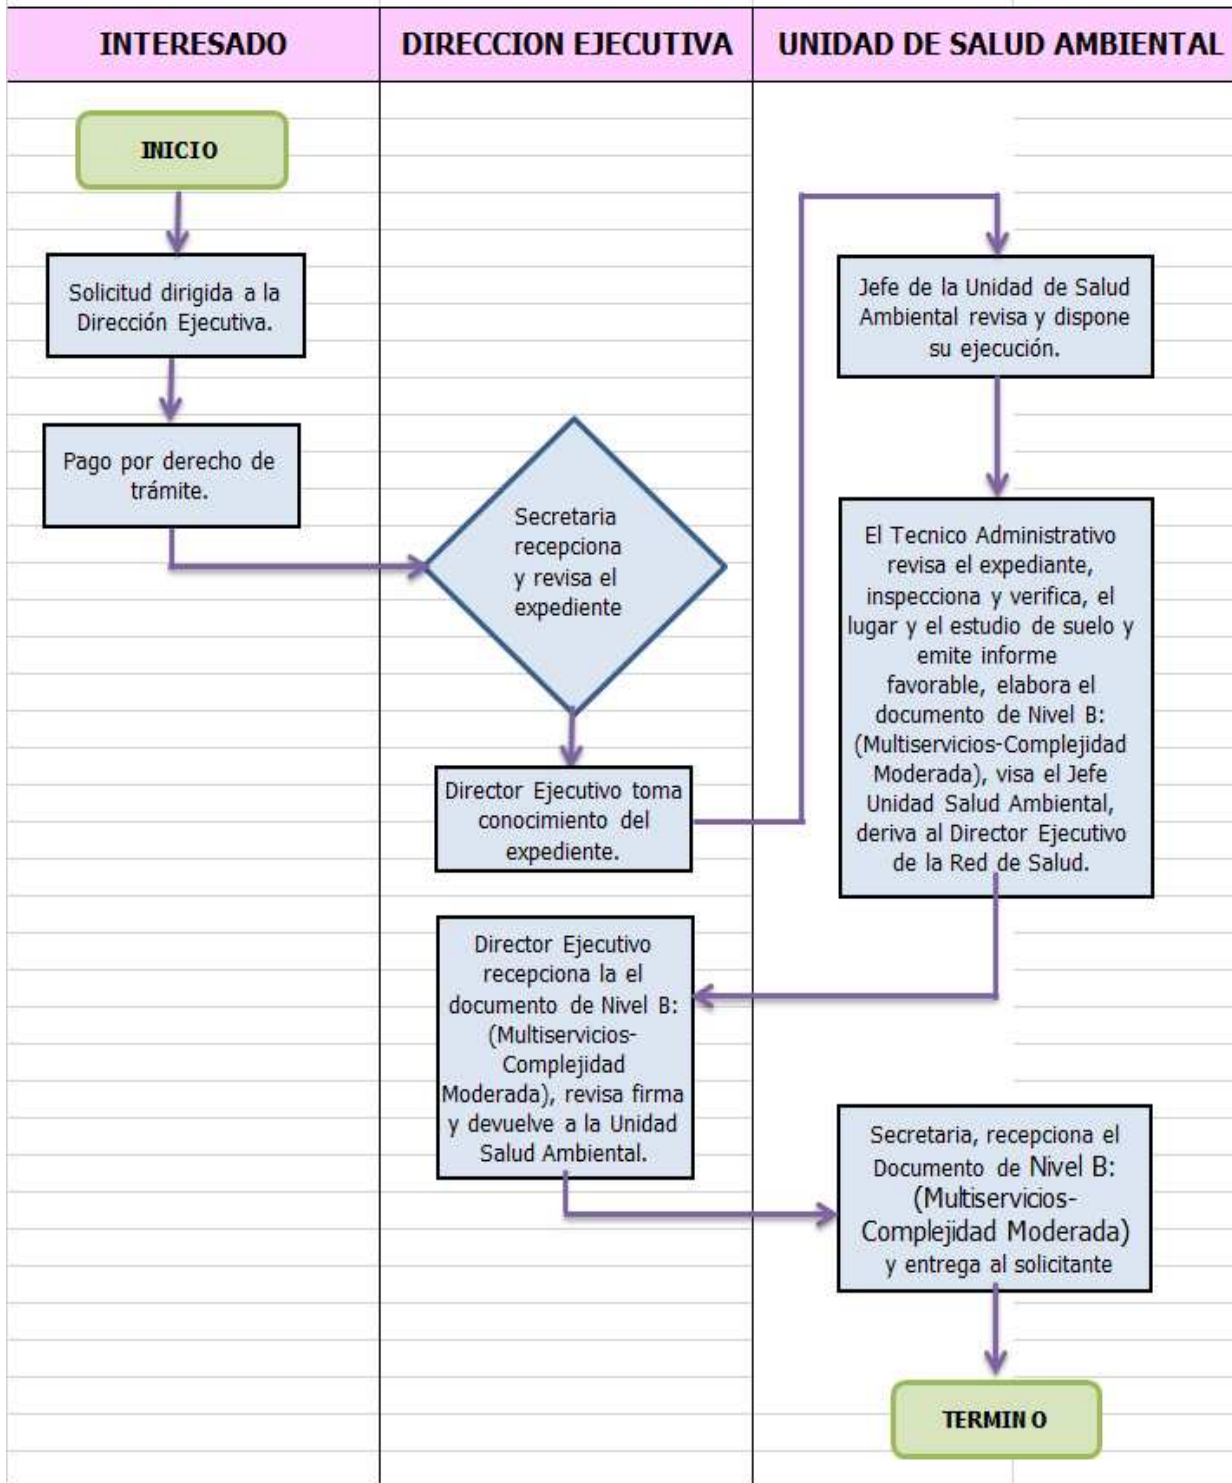 INTERESADO
DIRECCION EJECUTIVA
UNIDAD DE SALUD AMBIENTAL
INICIO
Solicitud dirigida a la
Dirección Ejecutiva.
Pago por derecho de
trámite.
Secretaria
recepciona
y revisa el
expediente
Director Ejecutivo toma
conocimiento del
expediente.
Jefe de la Unidad de Salud
Ambiental revisa y dispone
su ejecución.
El Tecnico Administrativo
revisa el expediante,
inspecciona y verifica, el
lugar y el estudio de suelo y
emite informe
favorable, elabora el
documento de Nivel B:
(Multiservicios-Complejidad
Moderada), visa el Jefe
Unidad Salud Ambiental,
deriva al Director Ejecutivo
de la Red de Salud.
Director Ejecutivo
recepciona la el
documento de Nivel B:
(Multiservicios-
Complejidad
Moderada), revisa firma
y devuelve a la Unidad
Salud Ambiental.
Secretaria, recepciona el
Documento de Nivel B:
(Multiservicios-
Complejidad Moderada)
y entrega al solicitante
TERMINO